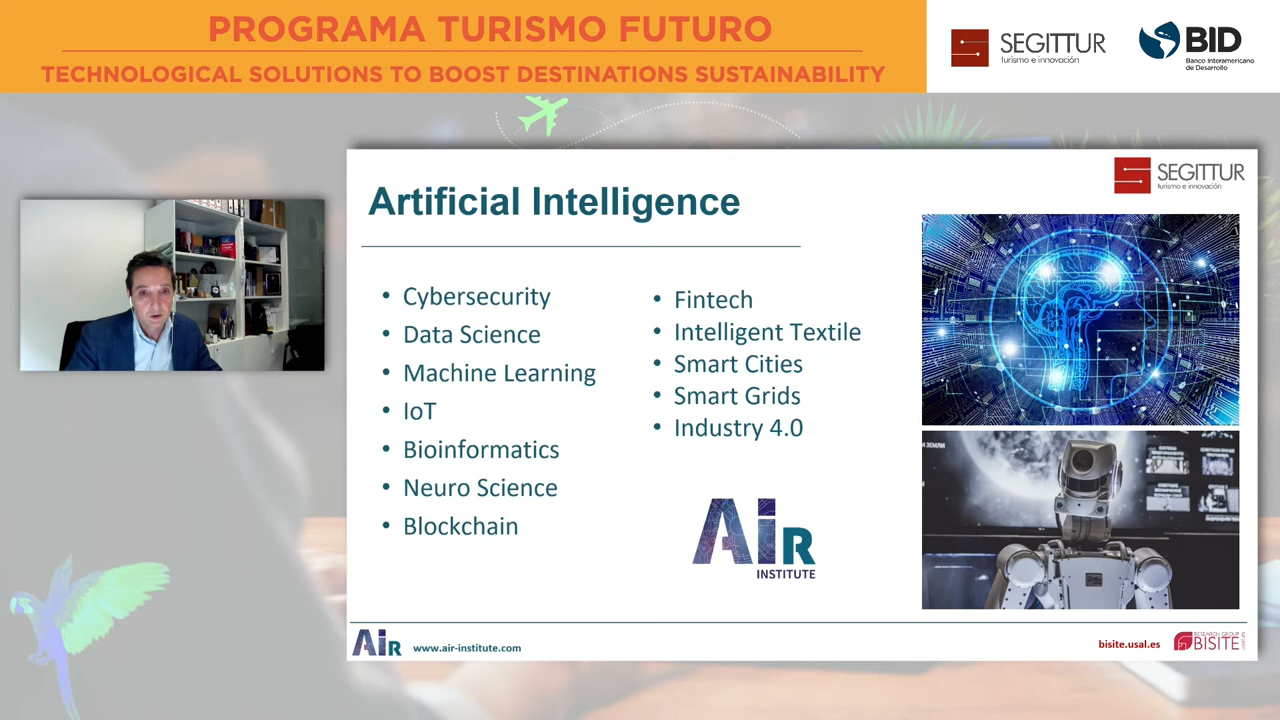 PROGRAMA TURISMO FUTURO
TECHNOLOGICAL SOLUTIONS TO BOOST DESTINATIONS SUSTAINABILITY
SEGITTUR
turismo e innovación
BID
Banco Interamericano
de Desarrollo
SEGITTUR
turismo e innovación
Artificial Intelligence
• Cybersecurity
• Data Science
• Machine Learning
• IoT
• Bioinformatics
• Neuro Science
• Blockchain
• Fintech
• Intelligent Textile
• Smart Cities
• Smart Grids
• Industry 4.0
AiR
INSTITUTE
AiR
www.air-institute.com
bisite.usal.es
RESEARCH GROUP
BISITE